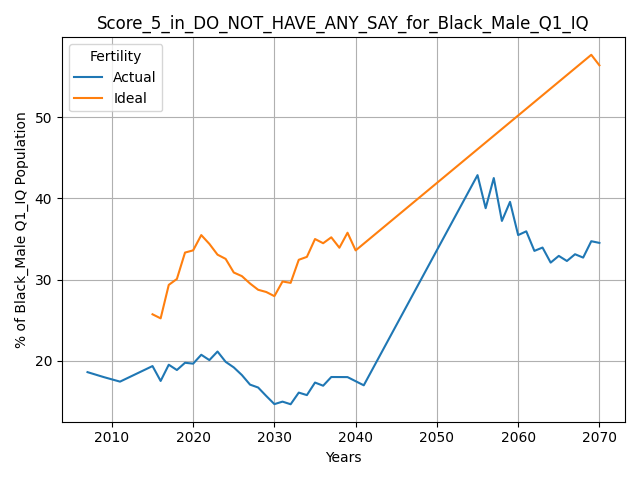 Score_5_in_DO_NOT_HAVE_ANY_SAY_for_Black_Male_Q1_IQ
Fertility
Actual
Ideal
% of Black_Male Q1_IQ Population
50
40
30
20
2010 2020 2030 2040 2050 2060 2070
Years